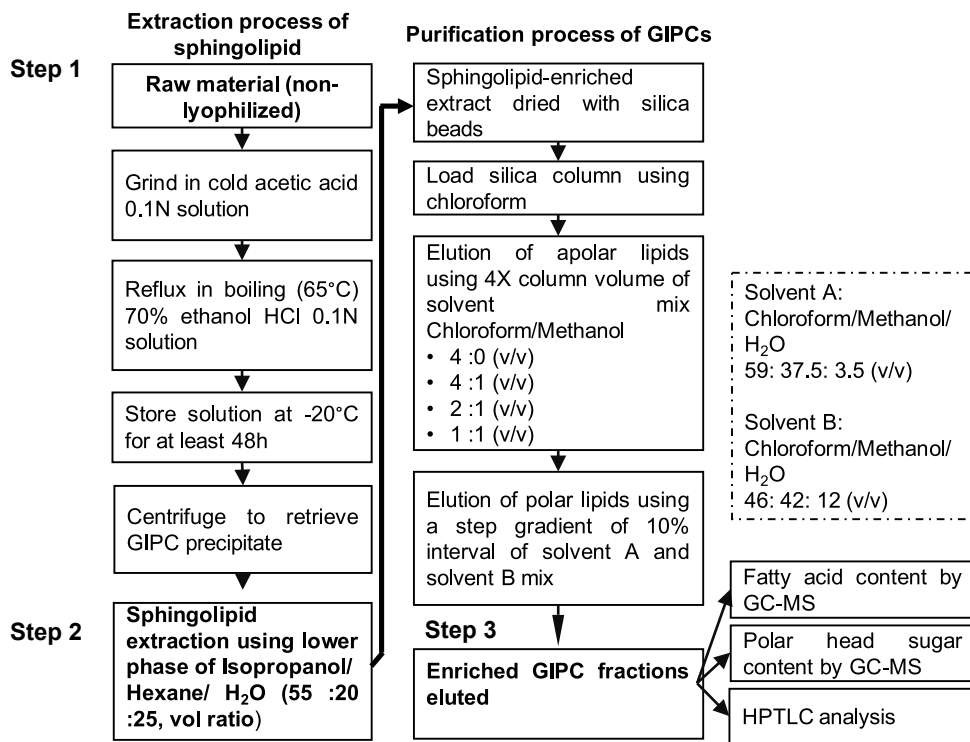 Extraction process of
sphingolipid
Step 1
Raw material (non-
lyophilized)
Grind in cold acetic acid
0.1N solution
Reflux in boiling (65°C)
70% ethanol HCl 0.1N
solution
Store solution at -20°C
for at least 48h
Centrifuge to retrieve
GIPC precipitate
Step 2
Sphingolipid
extraction using lower
phase of Isopropanol/
Hexane/ H₂O (55 :20
:25, vol ratio)
Purification process of GIPCs
Sphingolipid-enriched
extract dried with silica
beads
Load silica column using
chloroform
Elution of apolar lipids
using 4X column volume of
solvent mix
Chloroform/Methanol
• 4 :0 (v/v)
• 4 :1 (v/v)
• 2 :1 (v/v)
• 1 :1 (v/v)
Elution of polar lipids using
a step gradient of 10%
interval of solvent A and
solvent B mix
Step 3
Enriched GIPC fractions
eluted
Solvent A:
Chloroform/Methanol/
H₂O
59: 37.5: 3.5 (v/v)
Solvent B:
Chloroform/Methanol/
H₂O
46: 42: 12 (v/v)
Fatty acid content by
GC-MS
Polar head sugar
content by GC-MS
HPTLC analysis